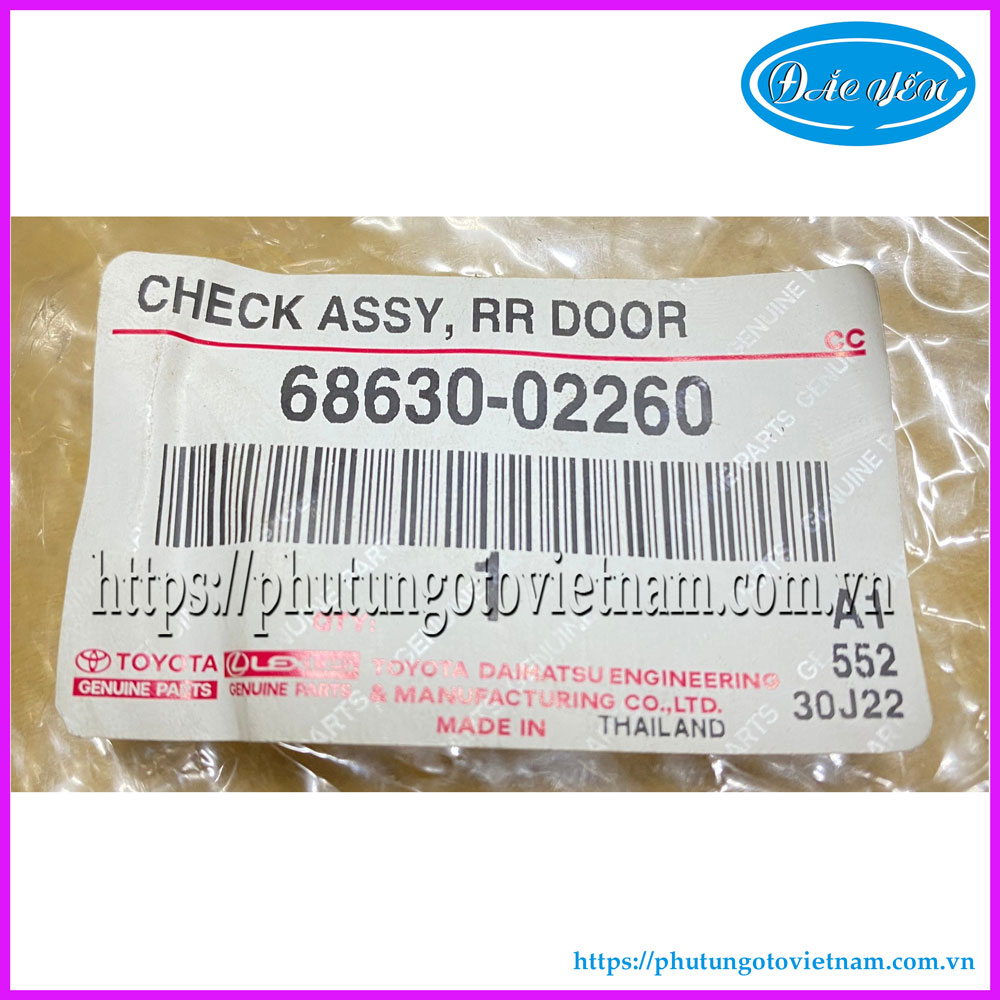 ĐẮC YẾN
CHECK ASSY, RR DOOR
CC
68630-02260
https://phutungotovietnam.com.vn
QTY:
1
A1
TOYOTA
GENUINE PARTS
LEXUS
GENUINE PARTS
TOYOTA DAIHATSU ENGINEERING
& MANUFACTURING CO.,LTD.
MADE IN THAILAND
552
30J22
https://phutungotovietnam.com.vn